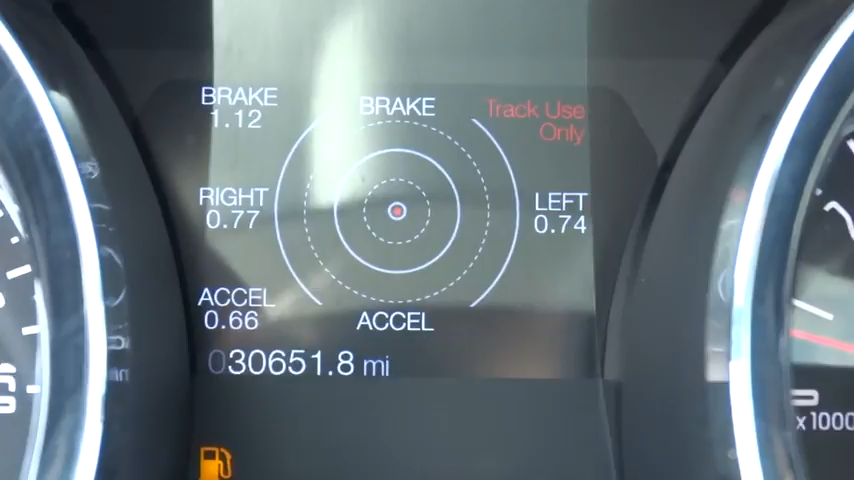 BRAKE
1.12
BRAKE
Track Use
Only
RIGHT
0.77
LEFT
0.74
ACCEL
0.66
ACCEL
030651.8 mi
x1000